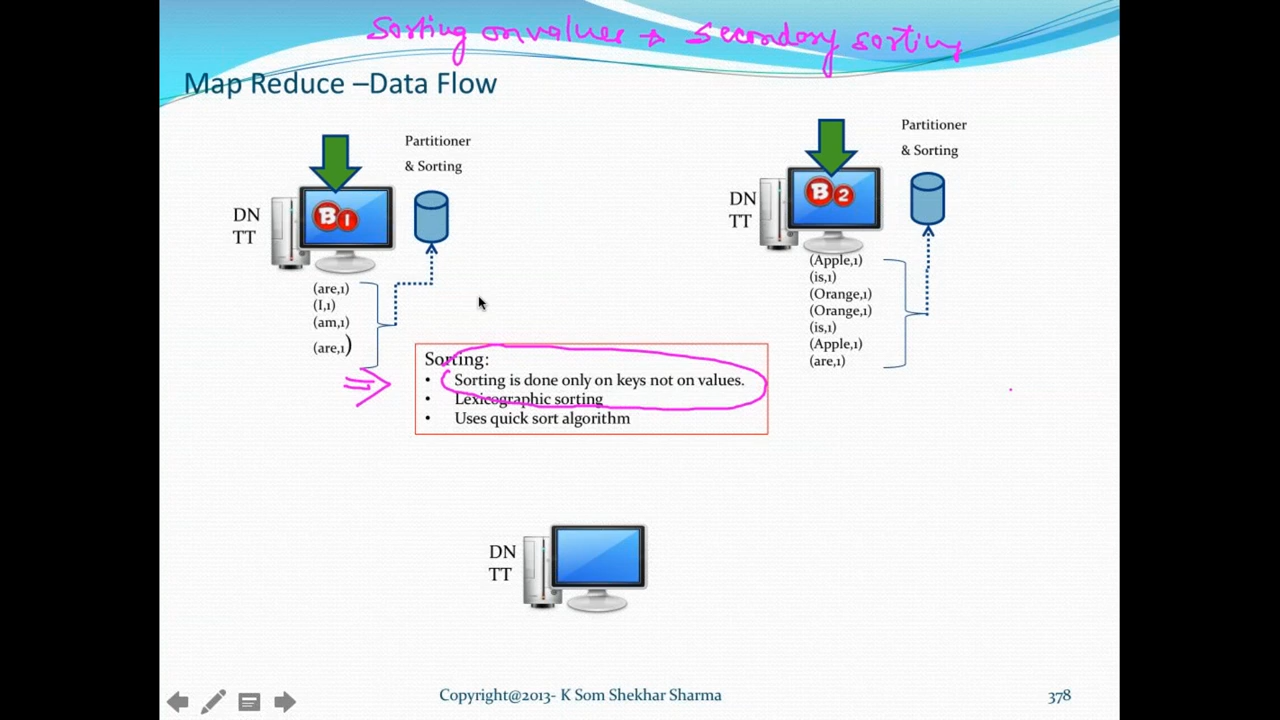 Sorting on values → Secondary sorting
Map Reduce –Data Flow
Partitioner
& Sorting
DN
TT
B1
(are,1)
(I,1)
(am,1)
(are,1)
Partitioner
& Sorting
DN
TT
B2
(Apple,1)
(is,1)
(Orange,1)
(Orange,1)
(is,1)
(Apple,1)
(are,1)
Sorting:
• Sorting is done only on keys not on values.
• Lexicographic sorting
• Uses quick sort algorithm
DN
TT
Copyright@2013- K Som Shekhar Sharma
378